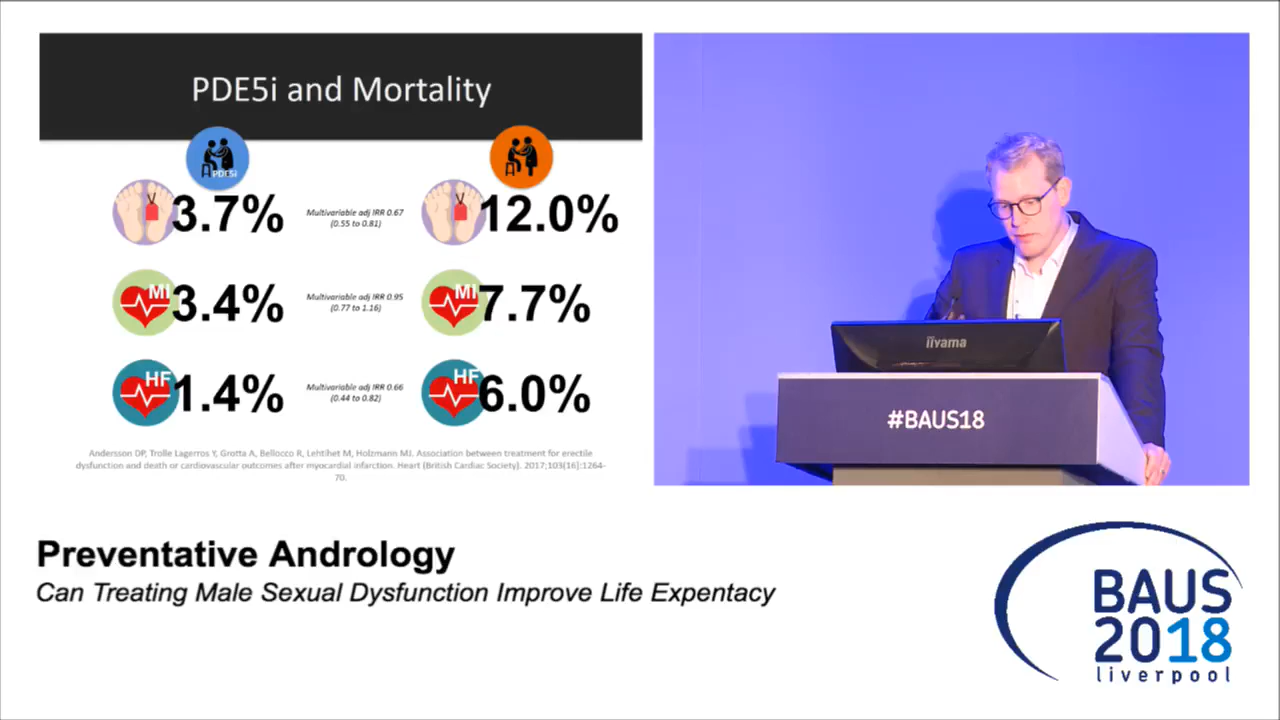 PDE5i and Mortality
PDE5i
3.7%
Multivariable adj IRR 0.67
(0.55 to 0.81)
12.0%
MI
3.4%
Multivariable adj IRR 0.95
(0.77 to 1.16)
MI
7.7%
HF
1.4%
Multivariable adj IRR 0.66
(0.44 to 0.82)
HF
6.0%
Andersson DP, Trolle Lagerros Y, Grotta A, Bellocco R, Lehtihet M, Holzmann MJ. Association between treatment for erectile
dysfunction and death or cardiovascular outcomes after myocardial infarction. Heart (British Cardiac Society). 2017;103(16):1264-
70.
iiyama
#BAUS18
Preventative Andrology
Can Treating Male Sexual Dysfunction Improve Life Expentacy
BAUS
2018
liverpool